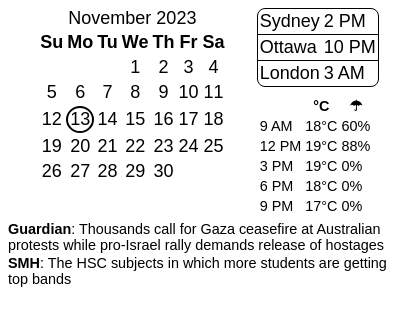 November 2023
Su Mo Tu We Th Fr Sa
1 2 3 4
5 6 7 8 9 10 11
12 13 14 15 16 17 18
19 20 21 22 23 24 25
26 27 28 29 30
Sydney 2 PM
Ottawa 10 PM
London 3 AM
°C ☂
9 AM 18°C 60%
12 PM 19°C 88%
3 PM 19°C 0%
6 PM 18°C 0%
9 PM 17°C 0%
Guardian: Thousands call for Gaza ceasefire at Australian
protests while pro-Israel rally demands release of hostages
SMH: The HSC subjects in which more students are getting
top bands